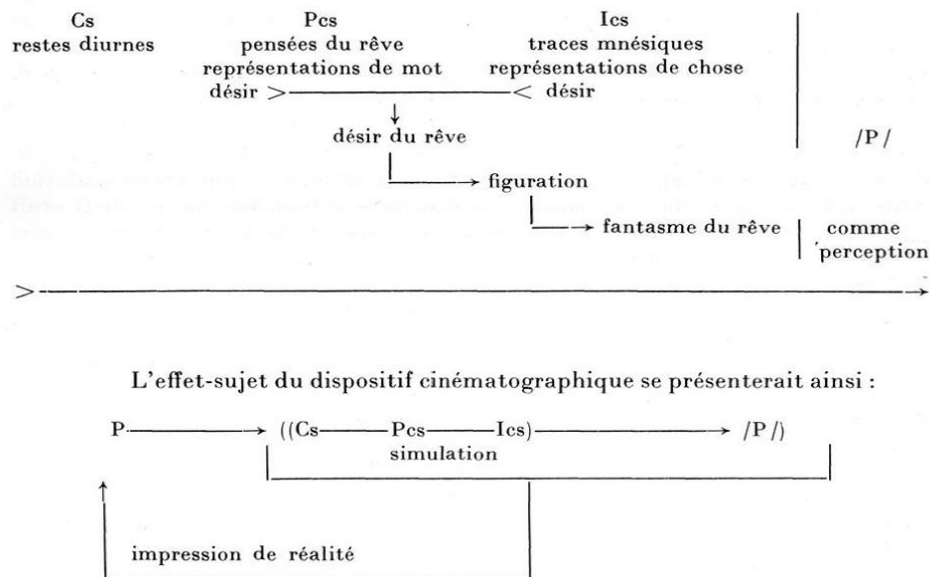 Cs Pcs Ics
restes diurnes pensées du rêve traces mnésiques
représentations de mot représentations de chose
désir > < désir
désir du rêve /P/
figuration
fantasme du rêve comme
perception
>
L'effet-sujet du dispositif cinématographique se présenterait ainsi :
P ((Cs Pcs Ics) /P/)
simulation
impression de réalité